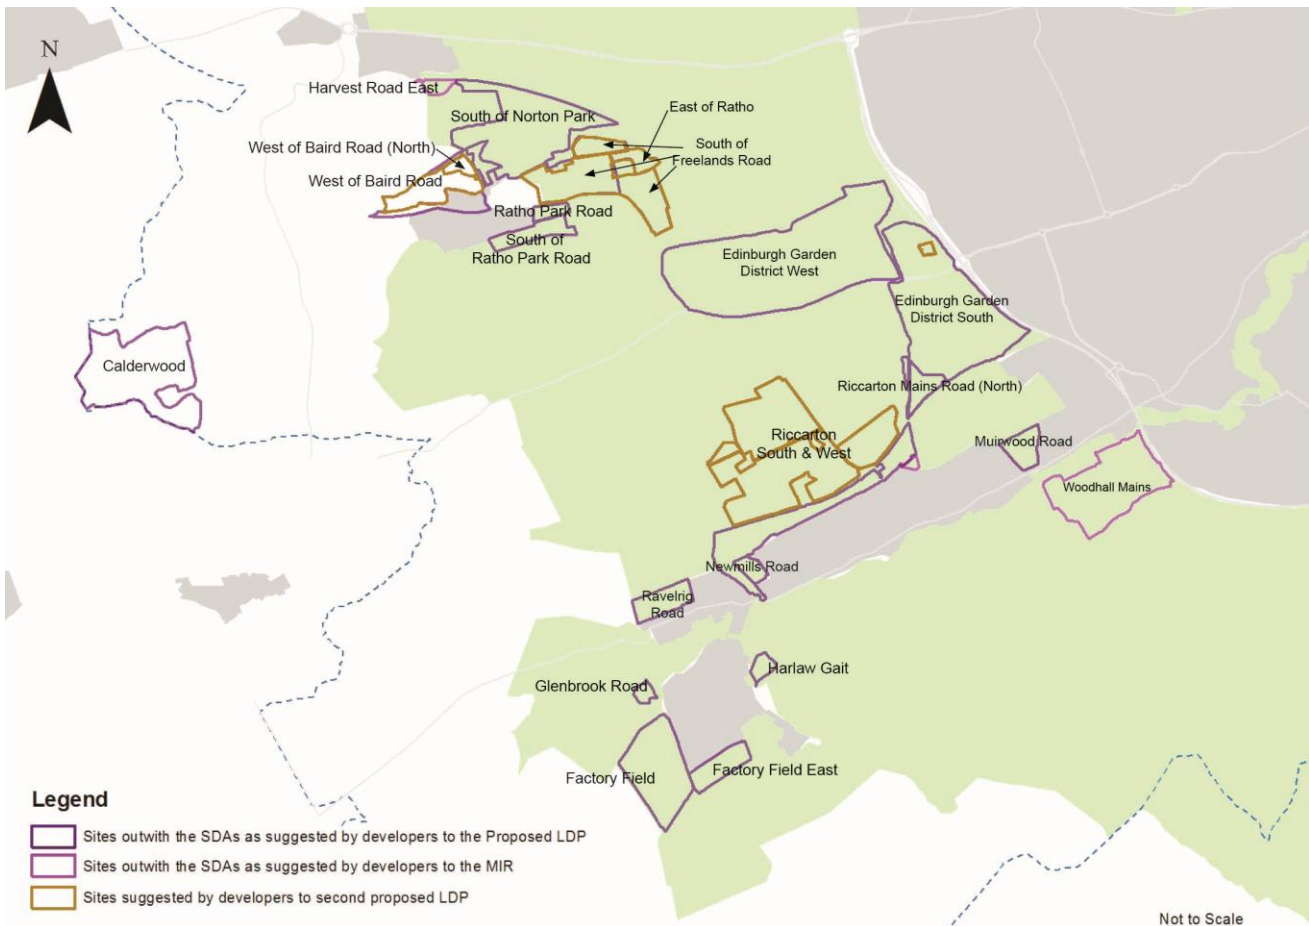 N
Harvest Road East
South of Norton Park
East of Ratho
South of
Freelands Road
West of Baird Road (North)
West of Baird Road
Ratho Park Road
South of
Ratho Park Road
Edinburgh Garden
District West
Edinburgh Garden
District South
Calderwood
Riccarton Mains Road (North)
Riccarton
South & West
Muirwood Road
Woodhall Mains
Newmills Road
Ravelrig
Road
Harlaw Gait
Glenbrook Road
Factory Field
Factory Field East
Legend
Sites outwith the SDAs as suggested by developers to the Proposed LDP
Sites outwith the SDAs as suggested by developers to the MIR
Sites suggested by developers to second proposed LDP
Not to Scale